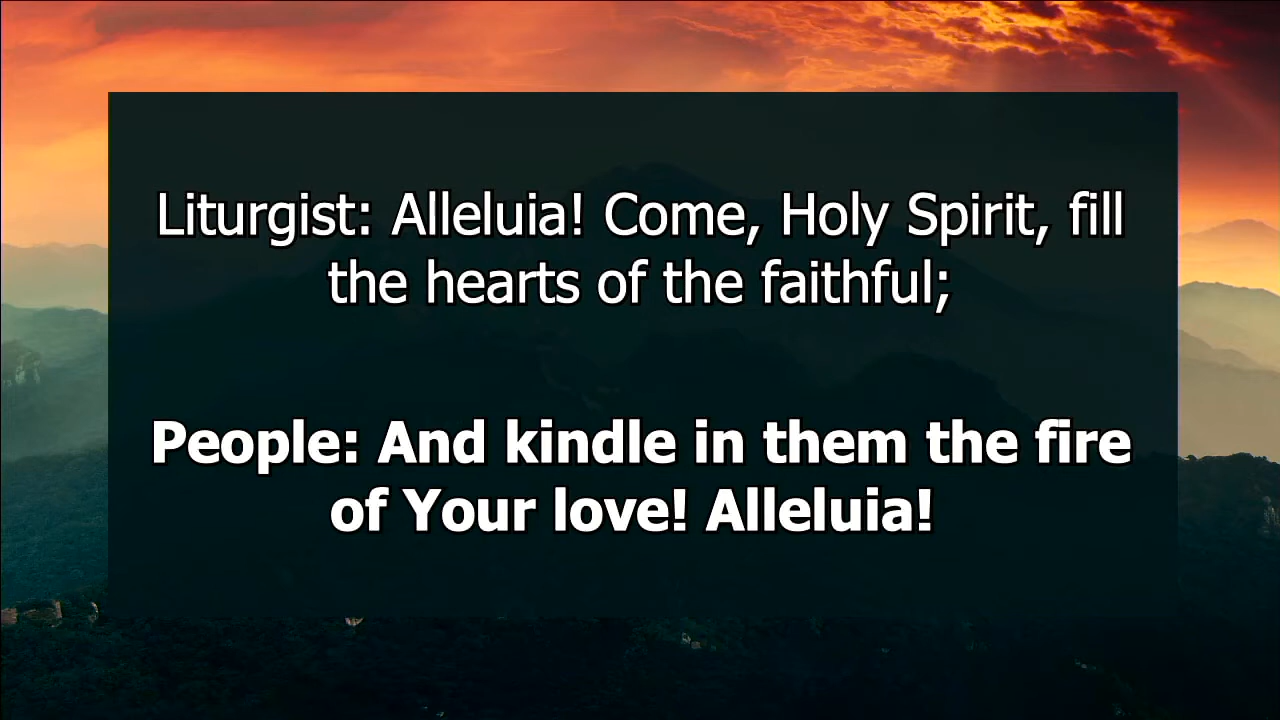 Liturgist: Alleluia! Come, Holy Spirit, fill
the hearts of the faithful;
People: And kindle in them the fire
of Your love! Alleluia!